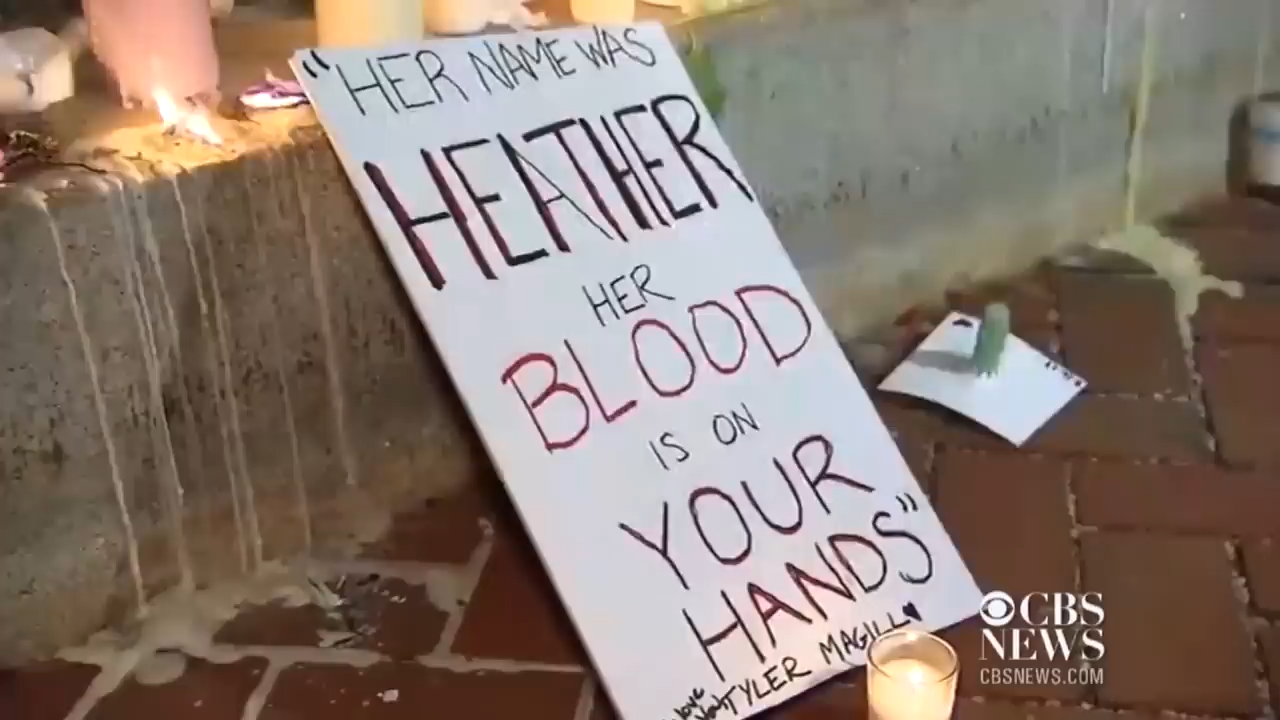 "HER NAME WAS
HEATHER
HER
BLOOD
IS ON
YOUR
HANDS"
TYLER MAGILL
CBS
NEWS
CBSNEWS.COM